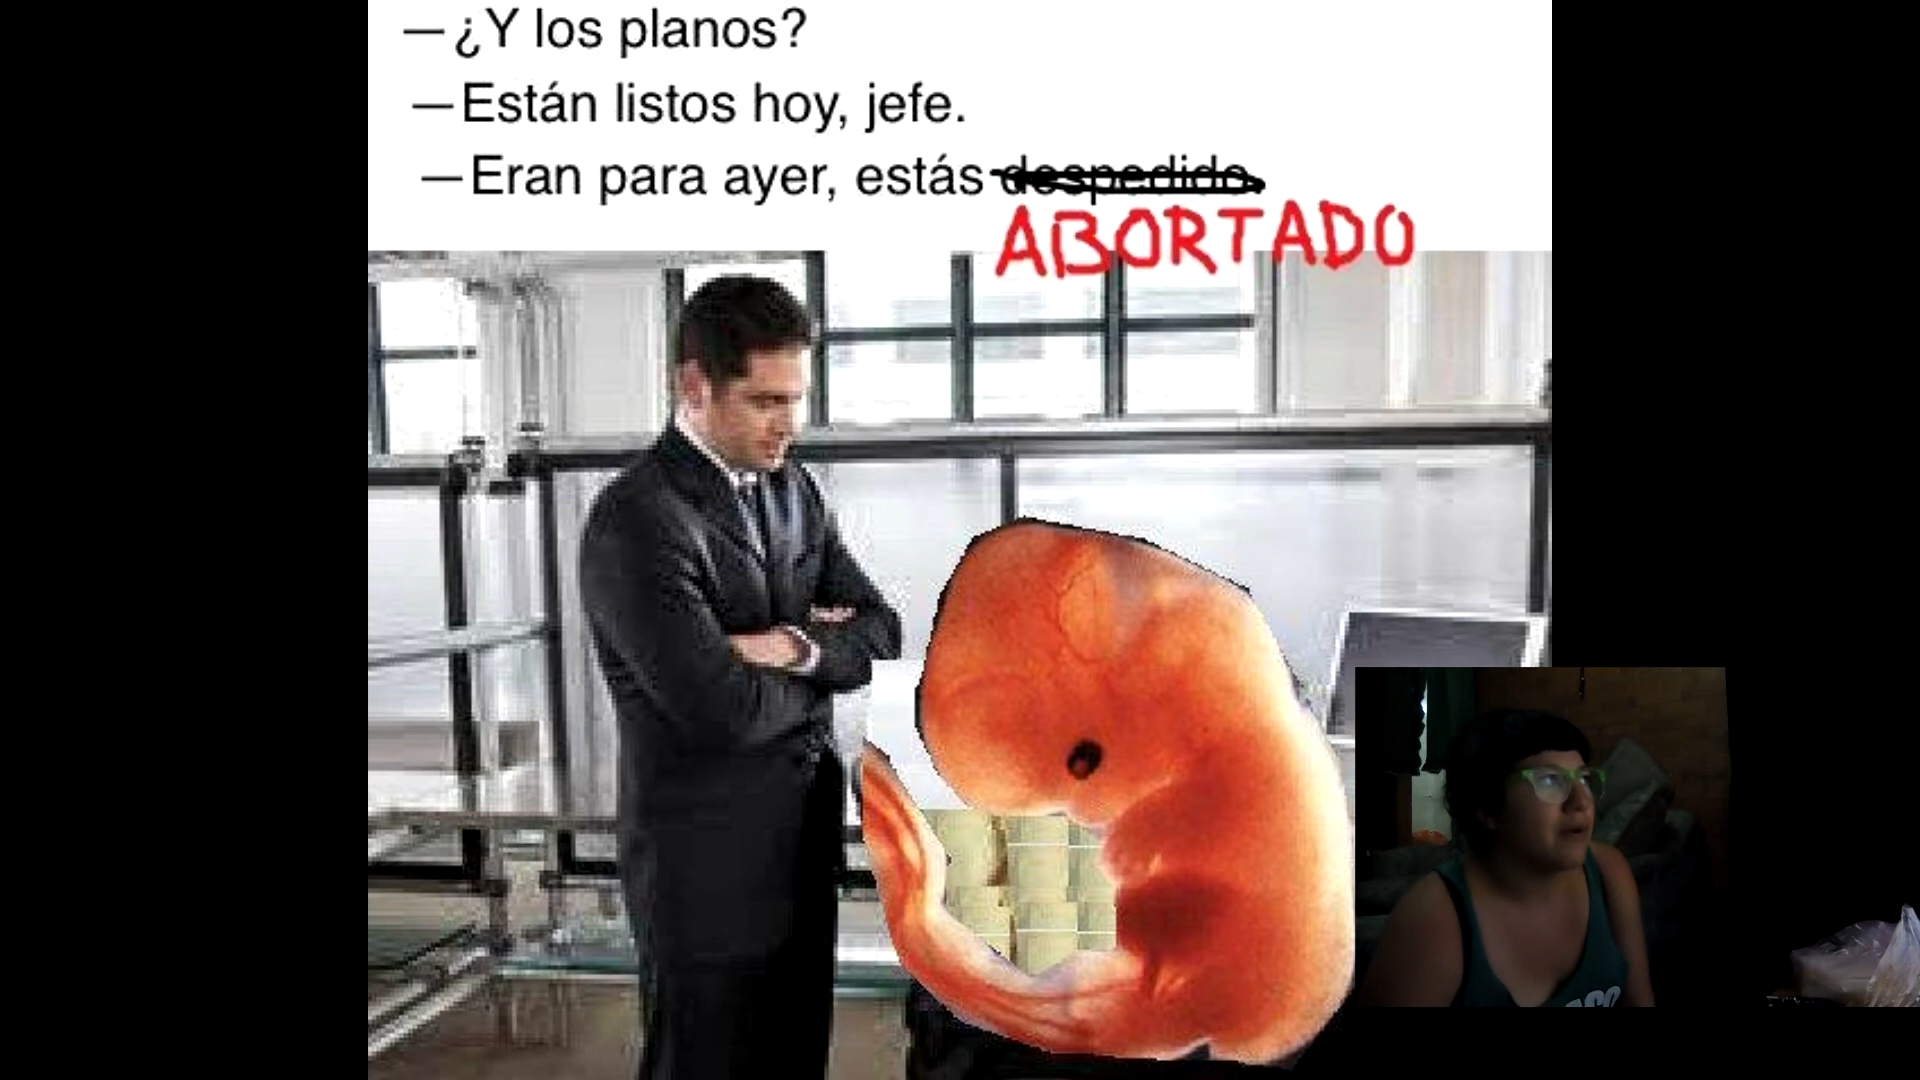 —¿Y los planos?
—Están listos hoy, jefe.
—Eran para ayer, estás despedido.
ABORTADO